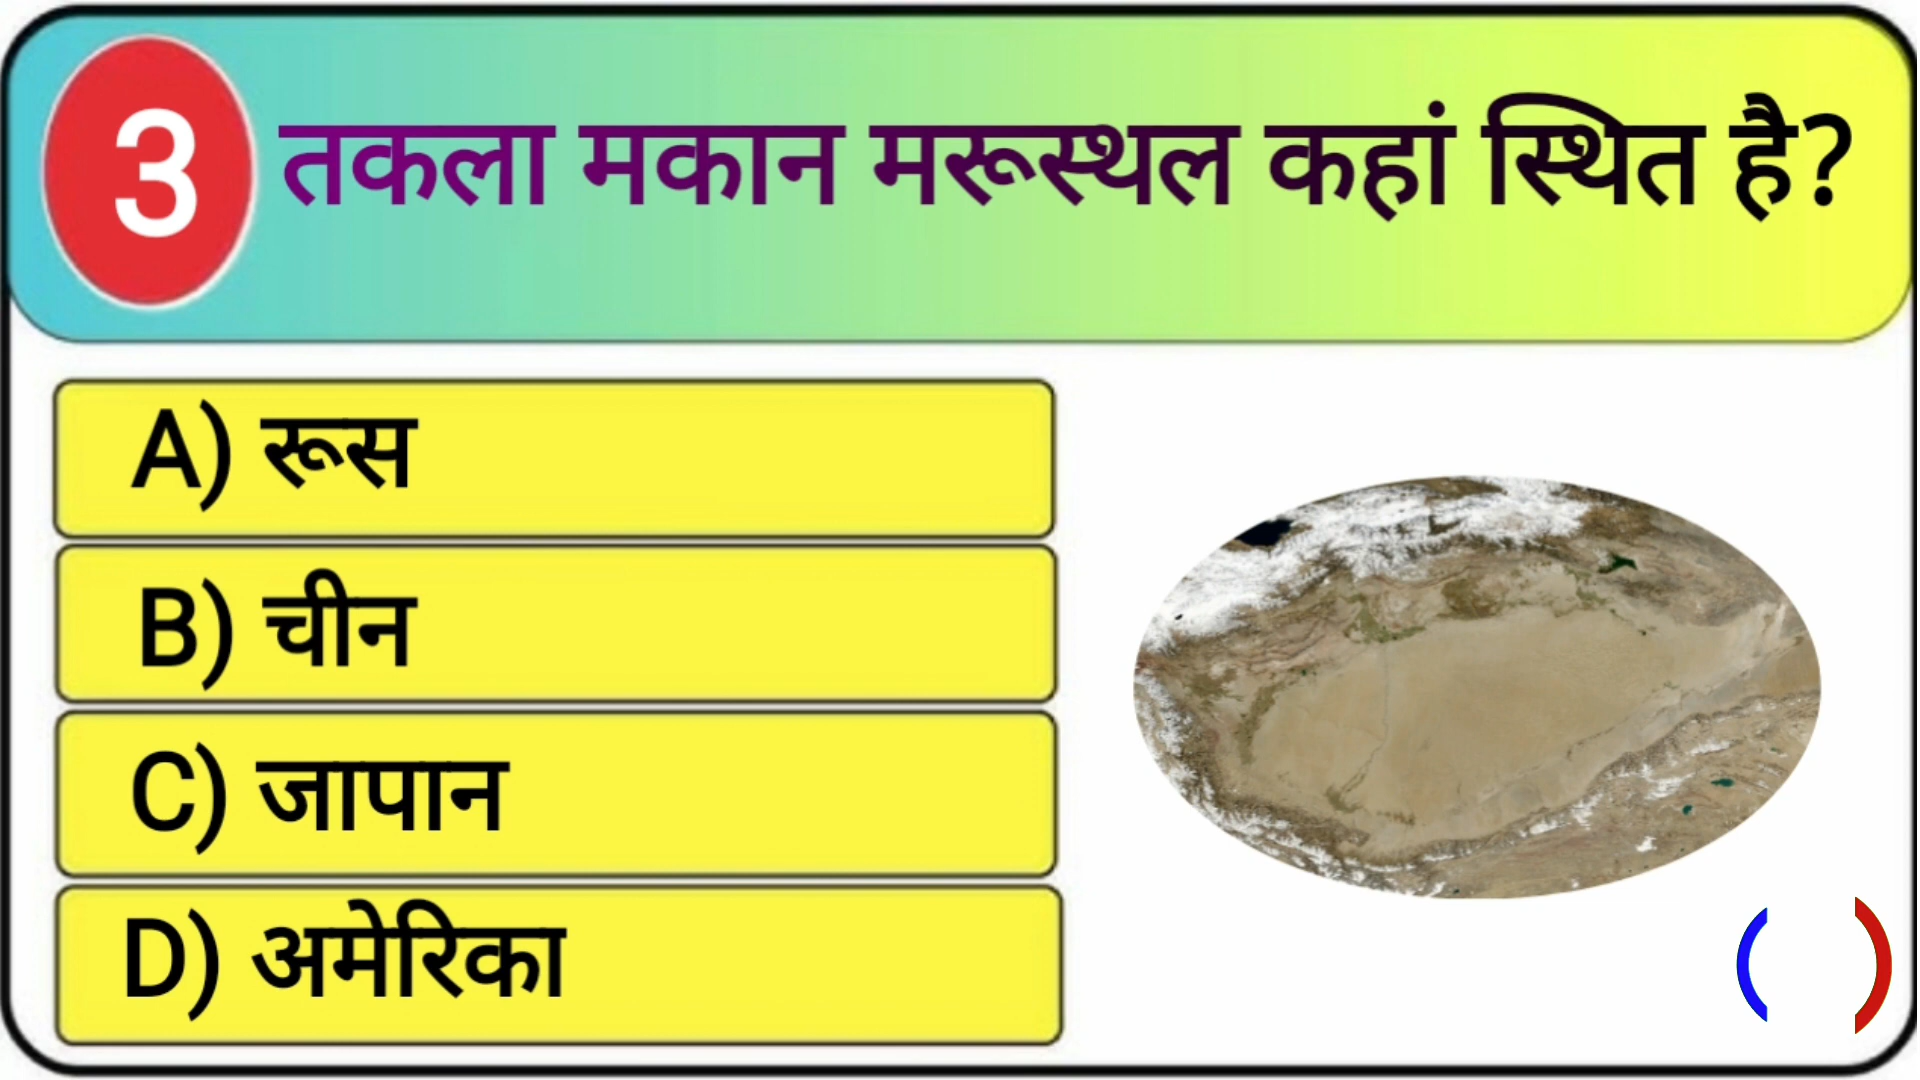 3 तकला मकान मरूस्थल कहां स्थित है?
A) रूस
B) चीन
C) जापान
D) अमेरिका